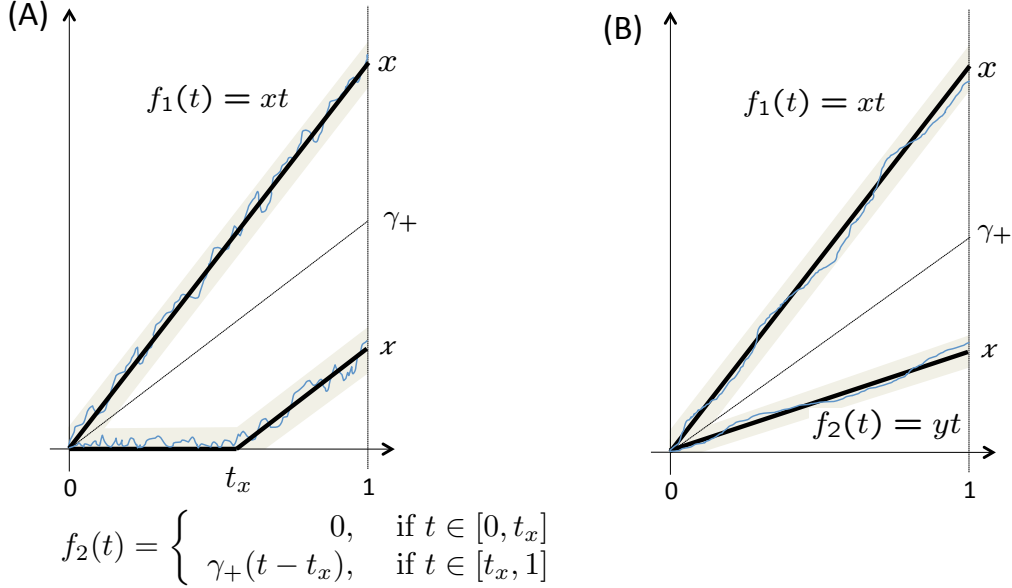 (A)
x
f₁(t) = xt
γ₊
x
0
tₓ
1
f₂(t) = { 0, if t ∈ [0, tₓ]
γ₊(t − tₓ), if t ∈ [tₓ, 1]
(B)
x
f₁(t) = xt
γ₊
x
f₂(t) = yt
0
1